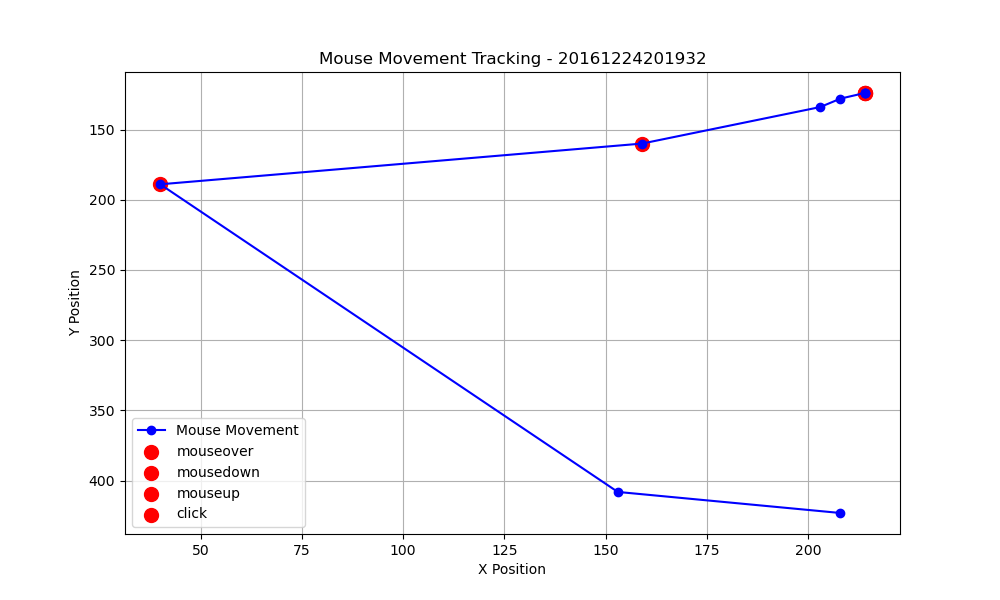 Mouse Movement Tracking - 20161224201932
150
200
250
300
350
400
Y Position
Mouse Movement
mouseover
mousedown
mouseup
click
50
75
100
125
150
175
200
X Position